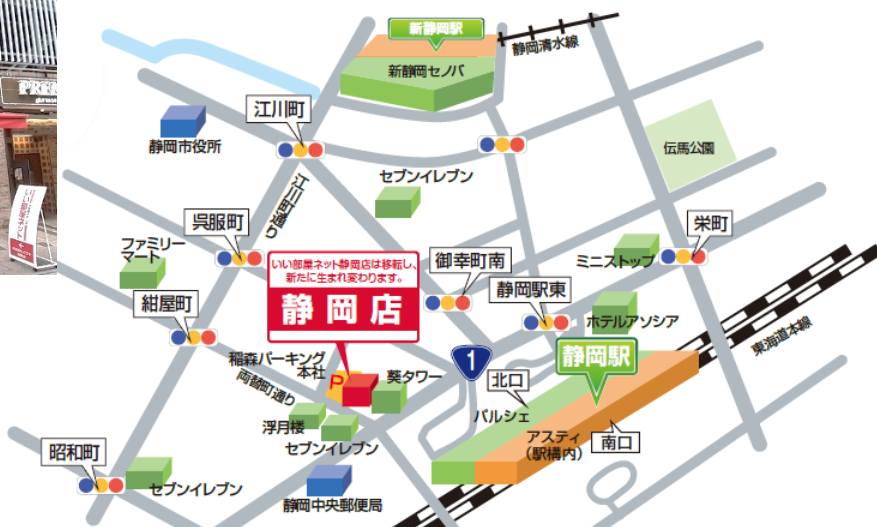 PREM
いい部屋ネット
新静岡駅
静岡清水線
新静岡セノバ
江川町
静岡市役所
伝馬公園
セブンイレブン
江川町通り
呉服町
栄町
ファミリー
マート
いい部屋ネット静岡店は移転し、
新たに生まれ変わります。
静岡店
御幸町南
ミニストップ
静岡駅東
紺屋町
ホテルアソシア
東海道本線
稲森パーキング
本社
P
葵タワー
1
静岡駅
北口
両替町通り
パルシェ
浮月楼
セブンイレブン
アスティ
（駅構内）
南口
昭和町
セブンイレブン
静岡中央郵便局